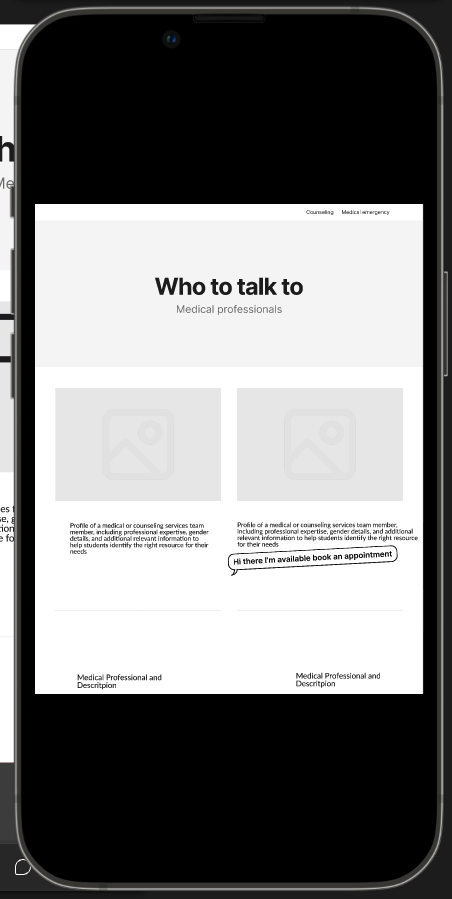 Counseling Medical emergency
Who to talk to
Medical professionals
Profile of a medical or counseling services team
member, including professional expertise, gender
details, and additional relevant information to
help students identify the right resource for their
needs
Profile of a medical or counseling services team member,
including professional expertise, gender details, and additional
relevant information to help students identify the right resource
for their needs
Hi there I'm available book an appointment
Medical Professional and
Descritpion
Medical Professional and
Descritpion